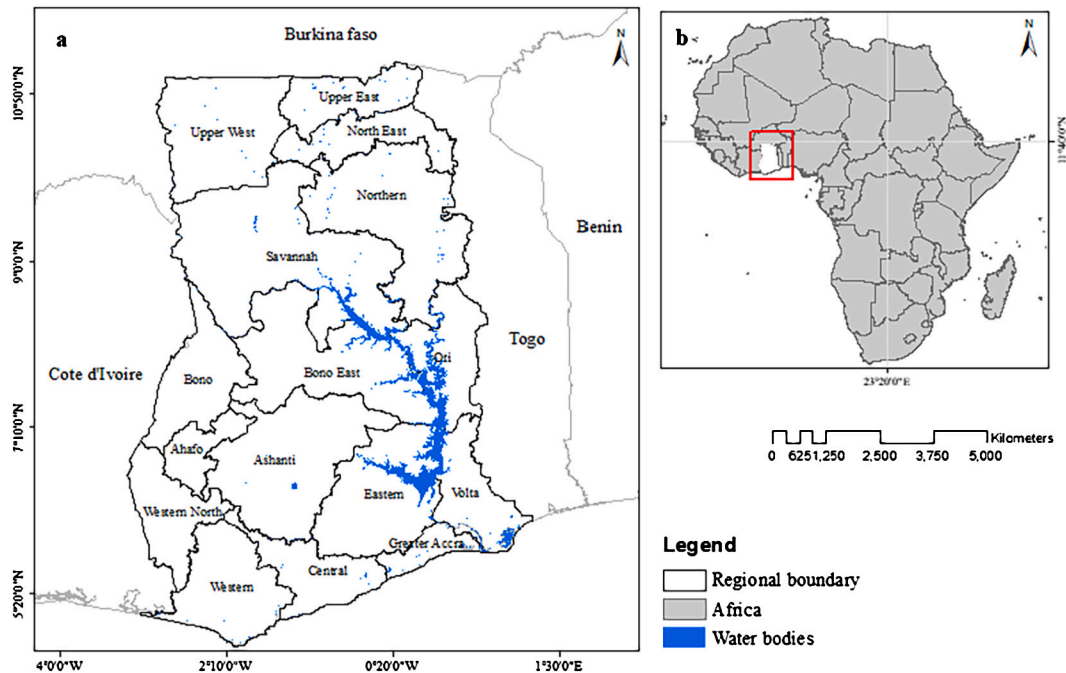 a
Burkina faso
N
10°50'0"N
9°0'0"N
7°10'0"N
5°20'0"N
4°0'0"W
2°10'0"W
0°20'0"W
1°30'0"E
Upper East
North East
Upper West
Northern
Benin
Savannah
Togo
Oti
Cote d'Ivoire
Bono
Bono East
Ahafo
Ashanti
Eastern
Volta
Western North
Greater Accra
Central
Western
b
N
23°20'0"E
Kilometers
0 625 1,250 2,500 3,750 5,000
Legend
Regional boundary
Africa
Water bodies